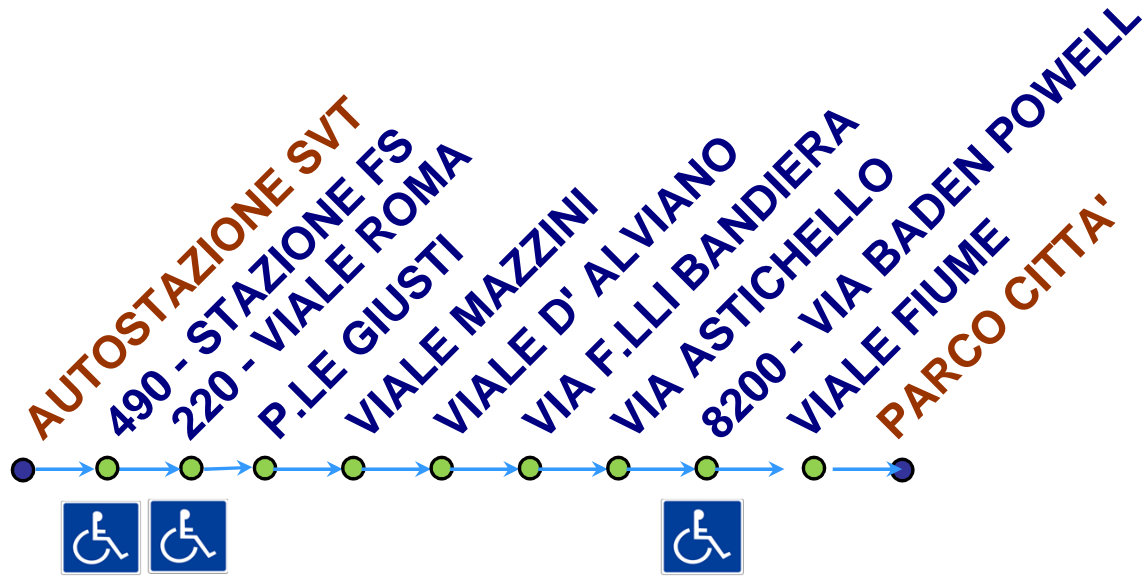 AUTOSTAZIONE SVT
490 - STAZIONE FS
220 - VIALE ROMA
P.LE GIUSTI
VIALE MAZZINI
VIALE D' ALVIANO
VIA F.LLI BANDIERA
VIA ASTICHELLO
8200 - VIA BADEN POWELL
VIALE FIUME
PARCO CITTA'